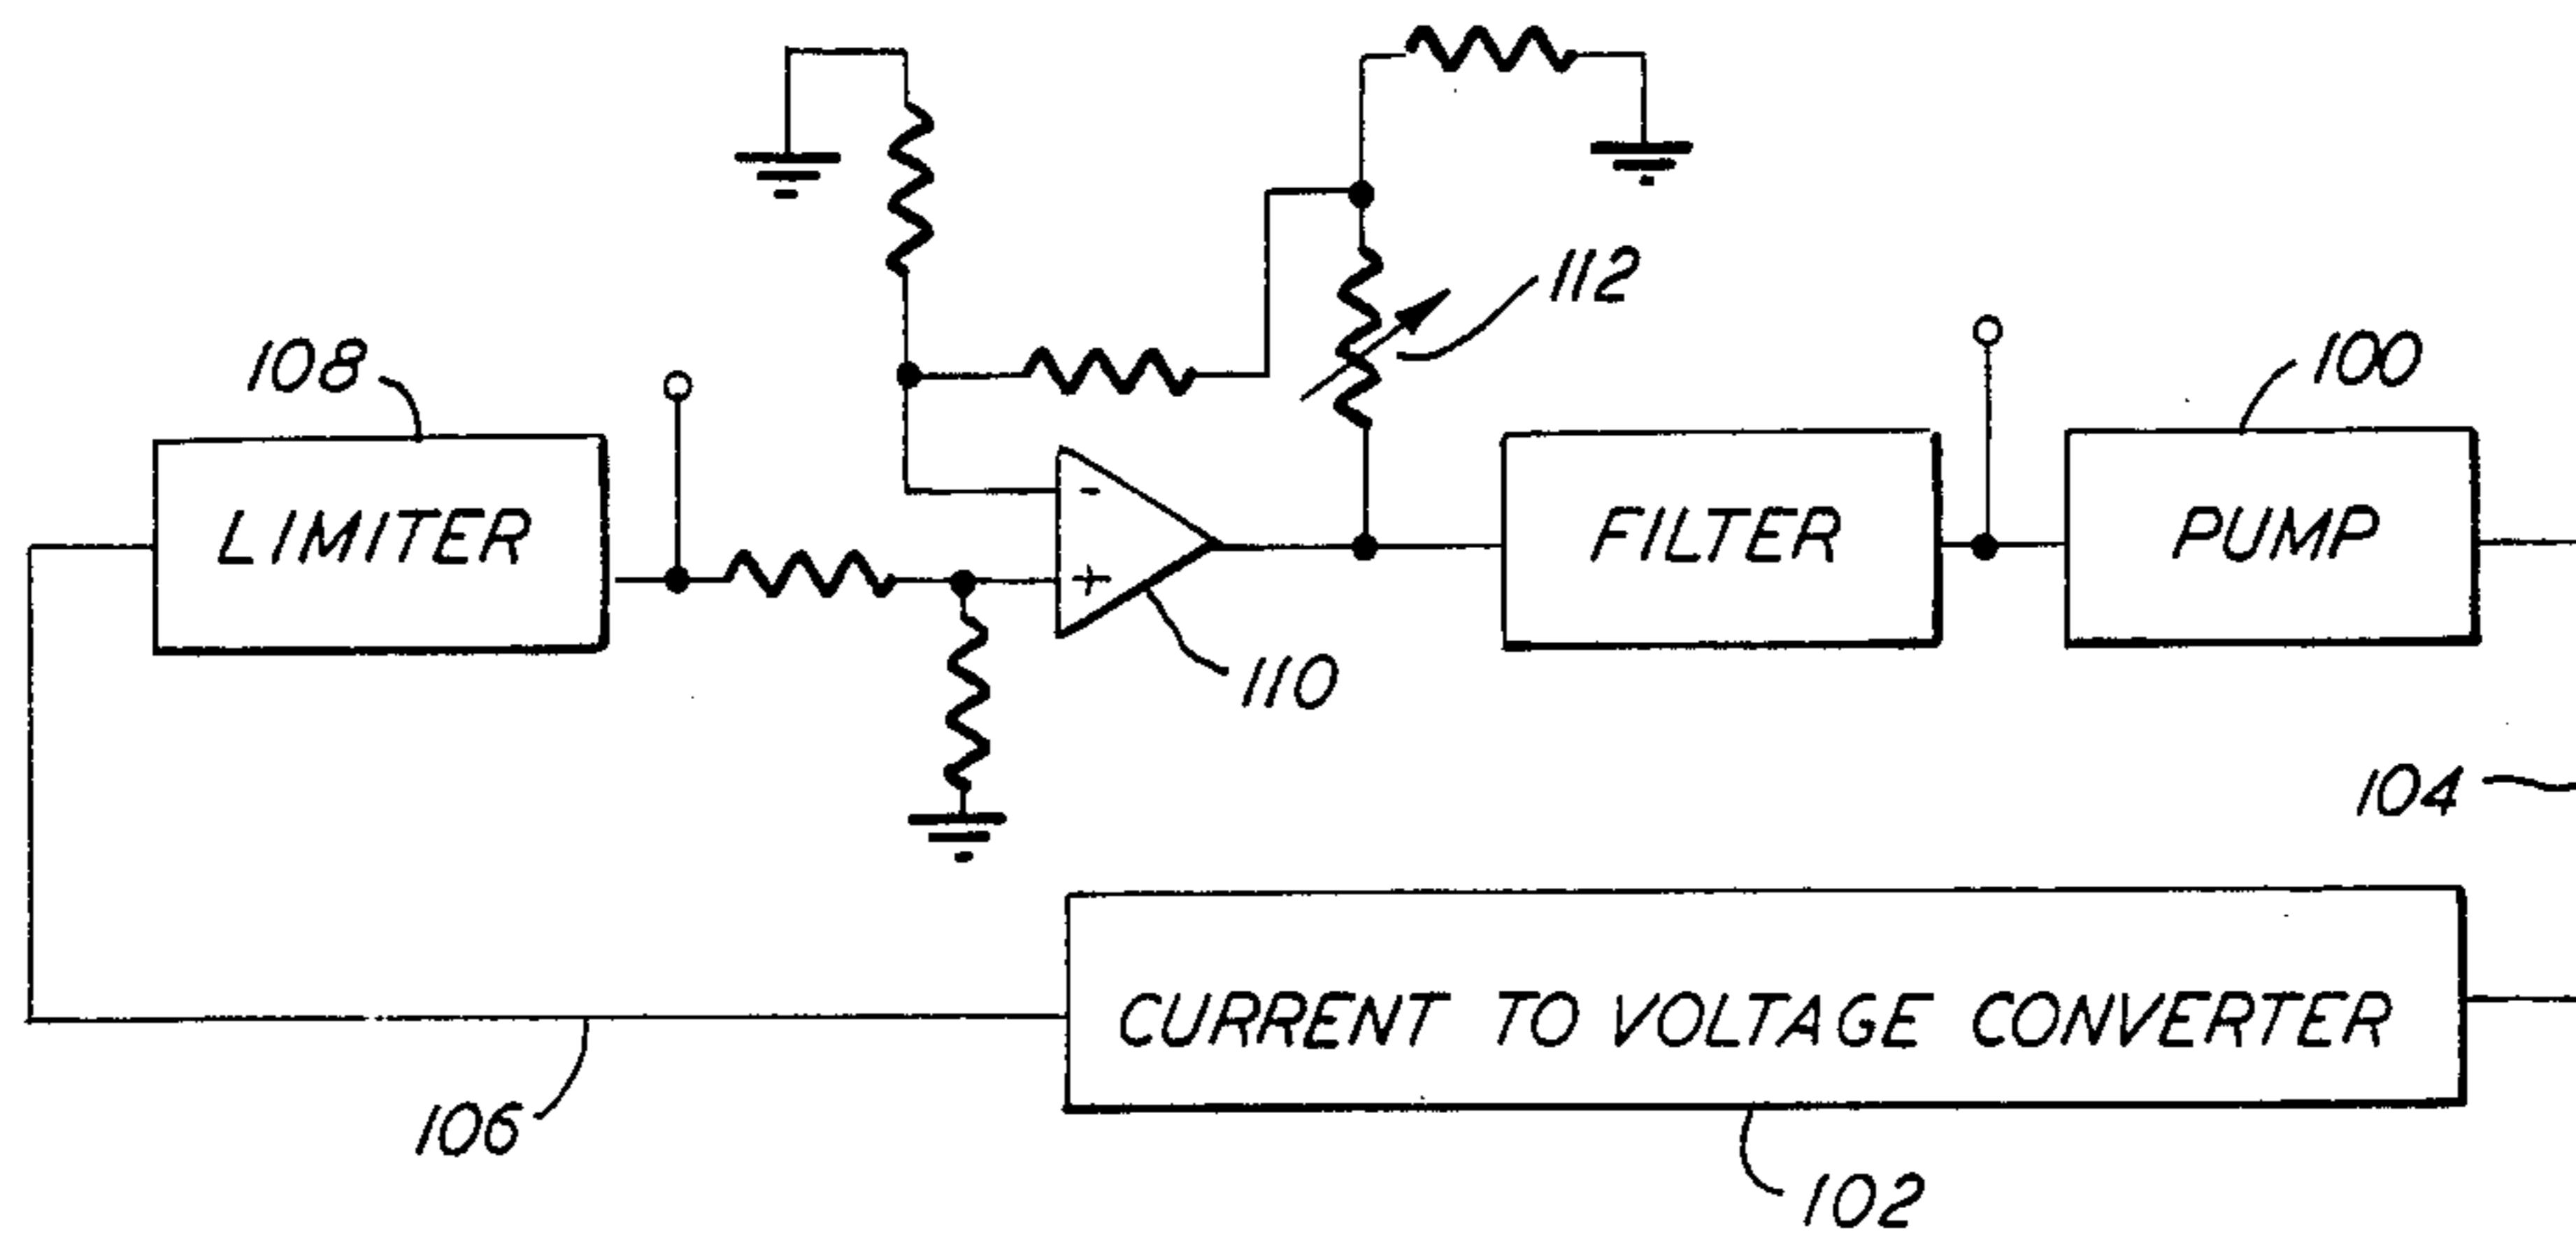 112
108
100
LIMITER
-
+
FILTER
PUMP
110
104
CURRENT TO VOLTAGE CONVERTER
106
102